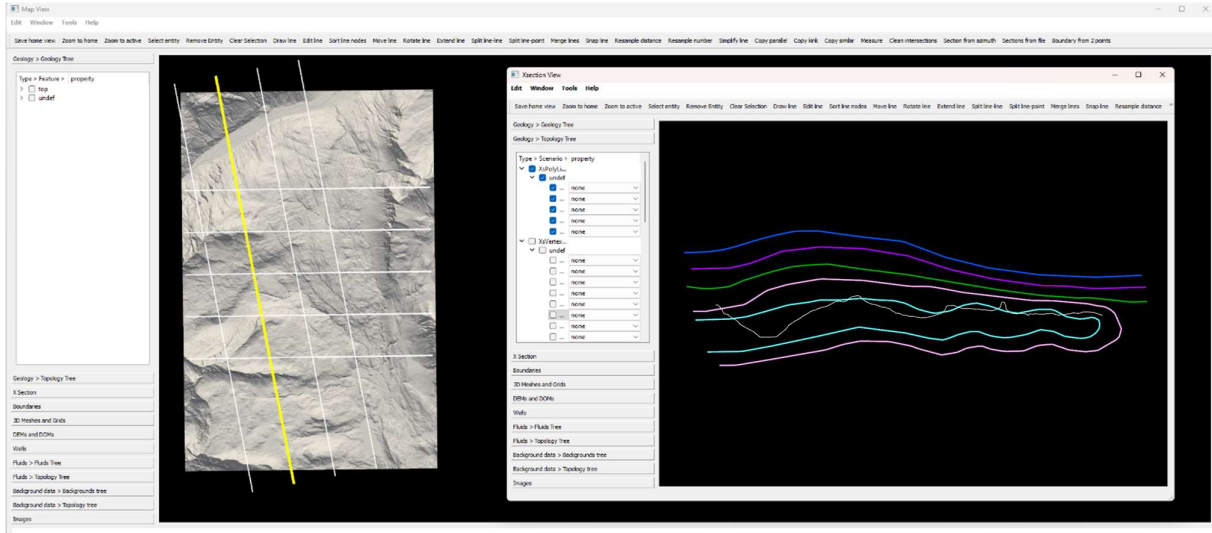 Map View
Edit Window Tools Help
Save home view Zoom to home Zoom to active Select entity Remove Entity Clear Selection Draw line Edit line Sort line nodes Move line Rotate line Extend line Split line-line Split line-point Merge lines Snap line Resample distance Resample number Simplify line Copy parallel Copy kink Copy similar Measure Clean intersections Section from azimuth Sections from file Boundary from 2 points
Geology > Geology Tree
Type > Feature > property
> top
> undef
Geology > Topology Tree
X Section
Boundaries
3D Meshes and Grids
DEMs and DOMs
Wells
Fluids > Fluids Tree
Fluids > Topology Tree
Background data > Backgrounds tree
Background data > Topology tree
Images
Xsection View
Edit Window Tools Help
Save home view Zoom to home Zoom to active Select entity Remove Entity Clear Selection Draw line Edit line Sort line nodes Move line Rotate line Extend line Split line-line Split line-point Merge lines Snap line Resample distance
Geology > Geology Tree
Geology > Topology Tree
Type > Scenario > property
XsPolyLi...
undef
... none
... none
... none
... none
... none
XsVertex...
undef
... none
... none
... none
... none
... none
... none
... none
... none
X Section
Boundaries
3D Meshes and Grids
DEMs and DOMs
Wells
Fluids > Fluids Tree
Fluids > Topology Tree
Background data > Backgrounds tree
Background data > Topology tree
Images